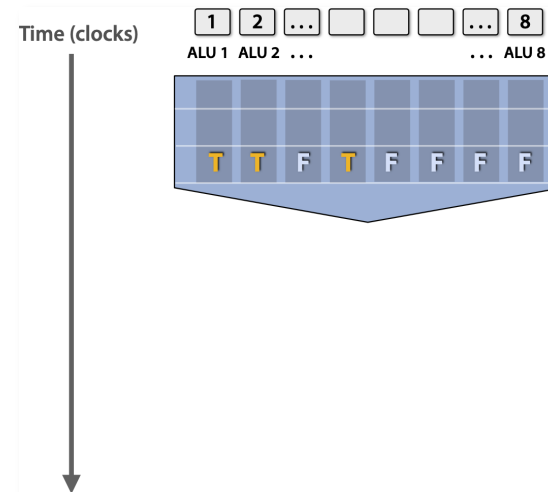 Time (clocks)
1 2 ... ... 8
ALU 1 ALU 2 ... ... ALU 8
T T F T F F F F